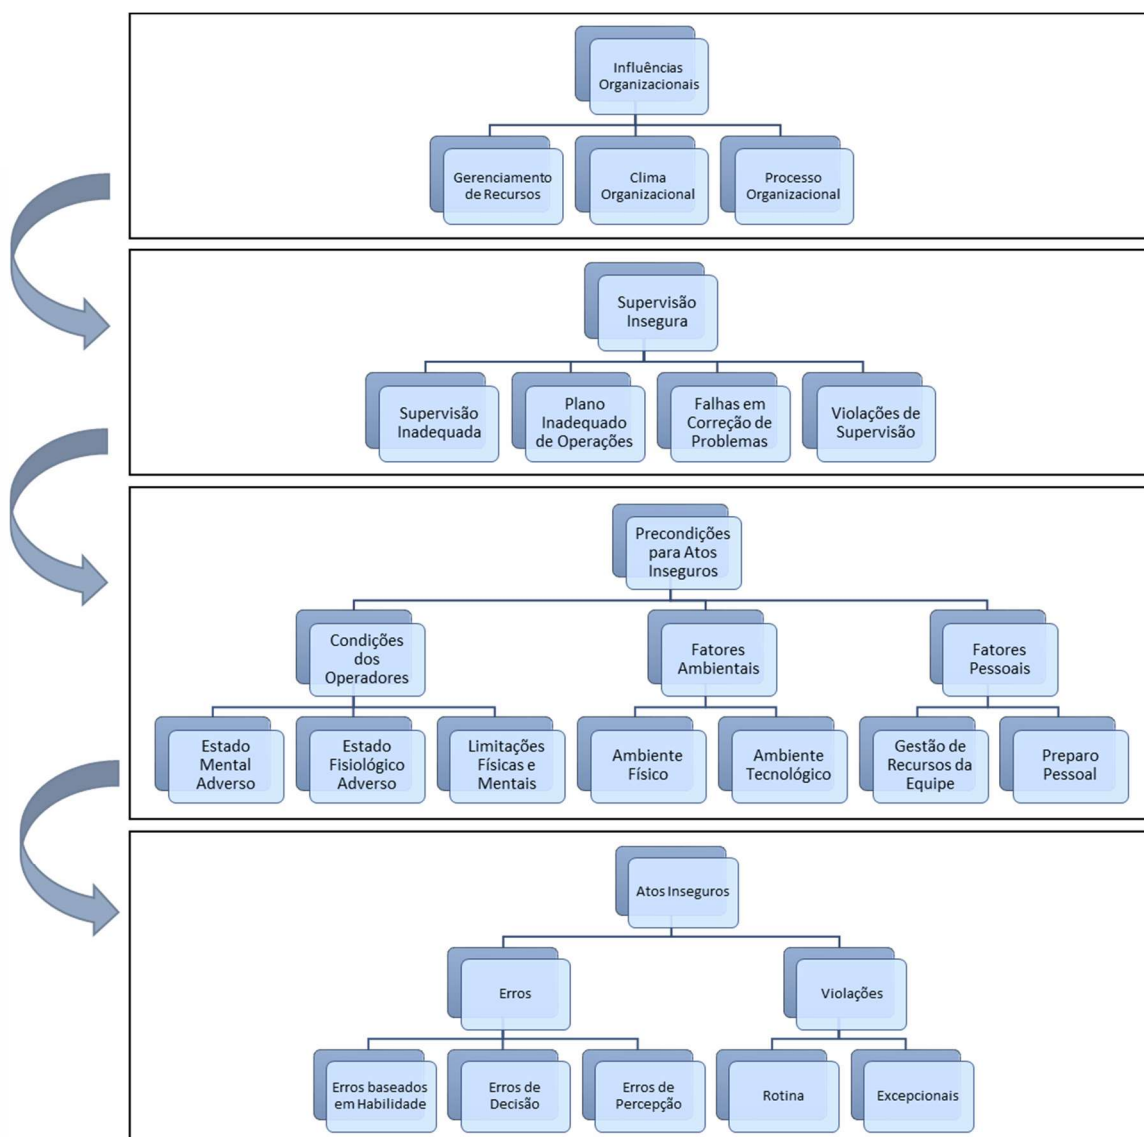 Influências
Organizacionais
Gerenciamento
de Recursos
Clima
Organizacional
Processo
Organizacional
Supervisão
Insegura
Supervisão
Inadequada
Plano
Inadequado
de Operações
Falhas em
Correção de
Problemas
Violações de
Supervisão
Precondições
para Atos
Inseguros
Condições
dos
Operadores
Fatores
Ambientais
Fatores
Pessoais
Estado
Mental
Adverso
Estado
Fisiológico
Adverso
Limitações
Físicas e
Mentais
Ambiente
Físico
Ambiente
Tecnológico
Gestão de
Recursos da
Equipe
Preparo
Pessoal
Atos Inseguros
Erros
Violações
Erros baseados
em Habilidade
Erros de
Decisão
Erros de
Percepção
Rotina
Excepcionais